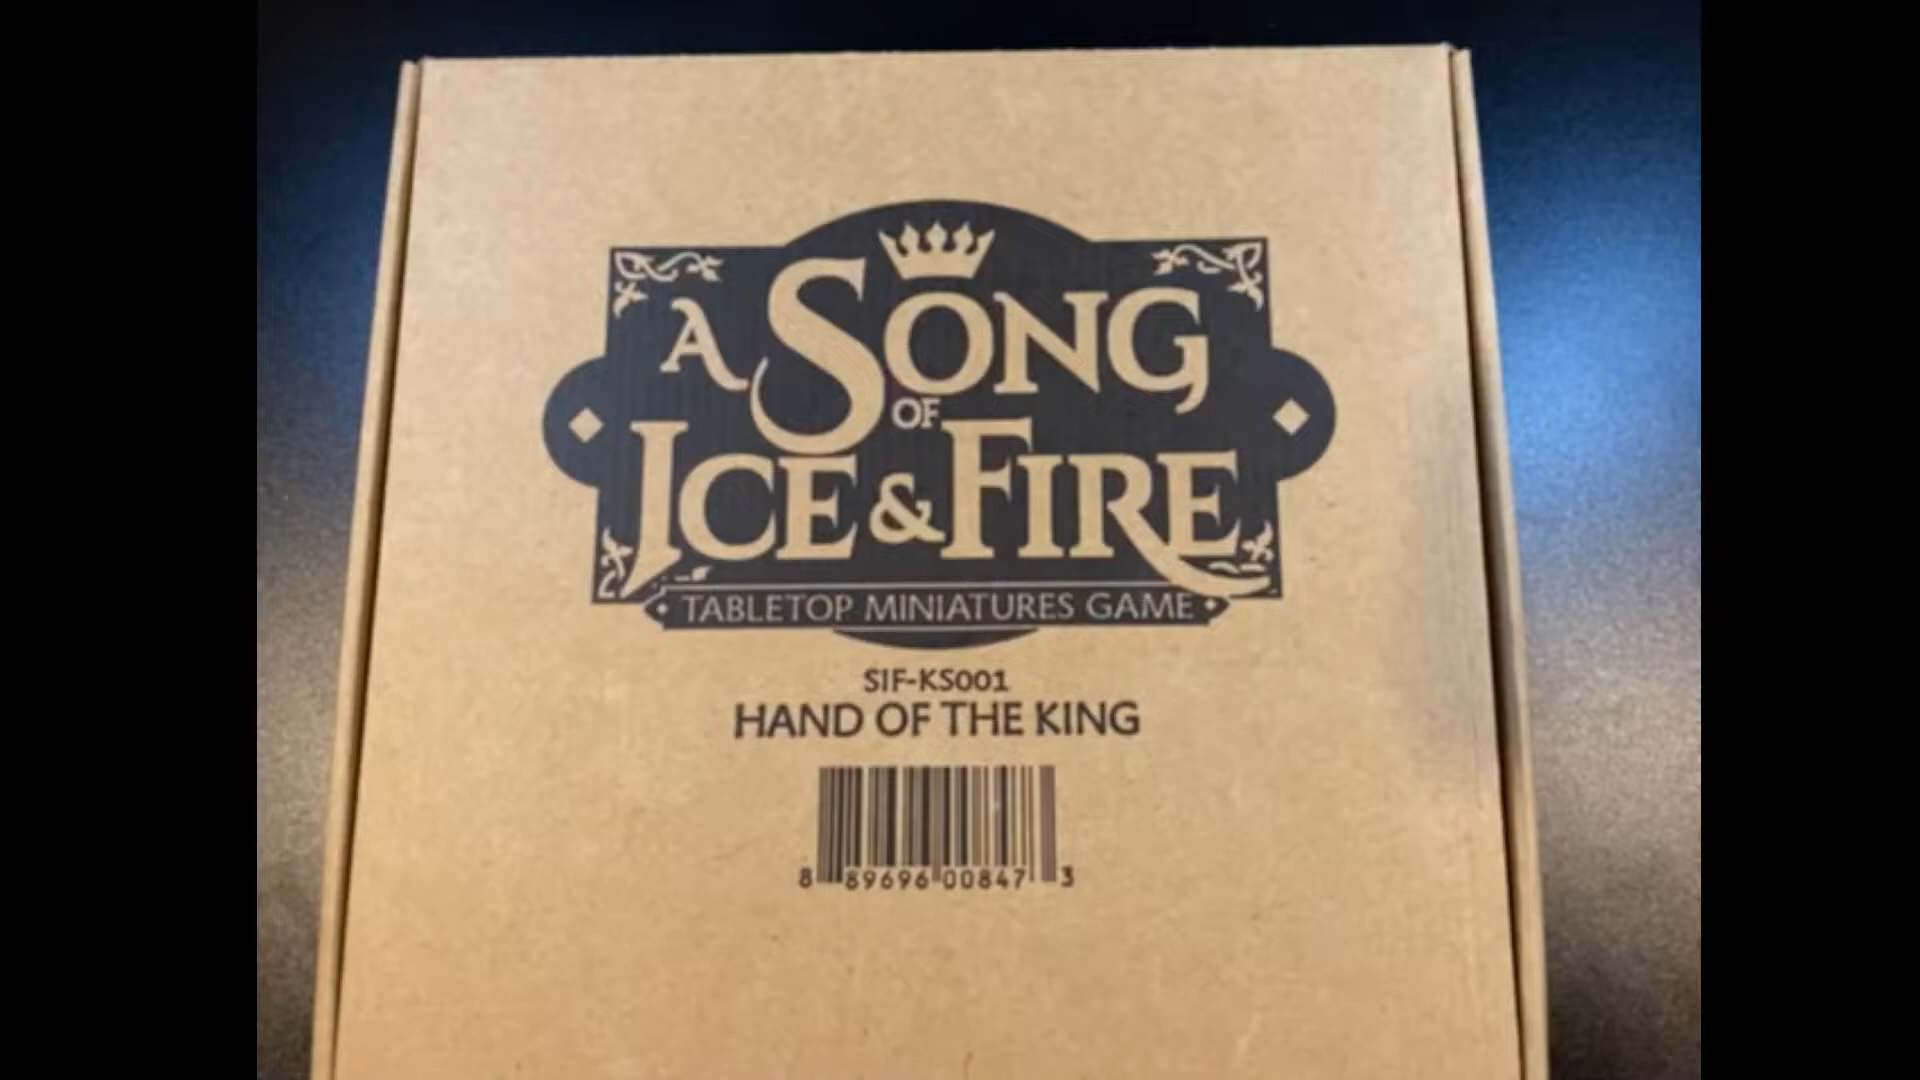 A SONG
OF
ICE & FIRE
TABLETOP MINIATURES GAME
SIF-KS001
HAND OF THE KING
8 89696 00847 3